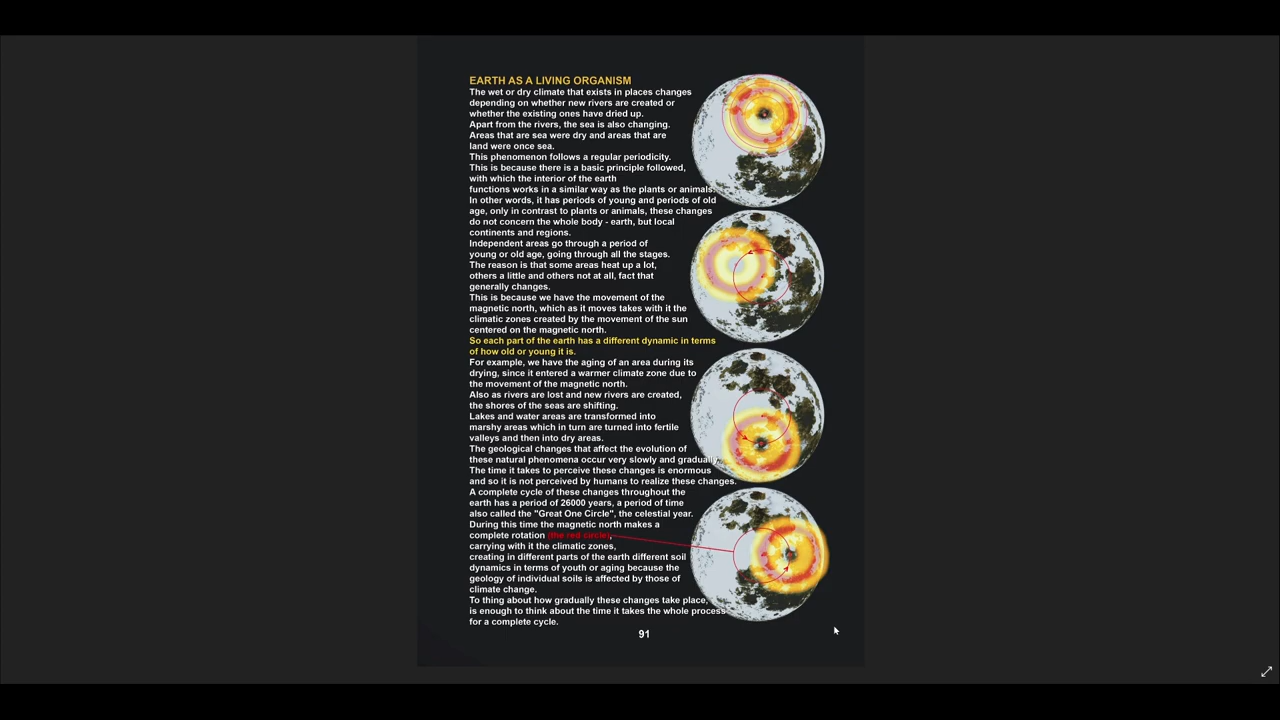 EARTH AS A LIVING ORGANISM
The wet or dry climate that exists in places changes
depending on whether new rivers are created or
whether the existing ones have dried up.
Apart from the rivers, the sea is also changing.
Areas that are sea were dry and areas that are
land were once sea.
This phenomenon follows a regular periodicity.
This is because there is a basic principle followed,
with which the interior of the earth
functions works in a similar way as the plants or animals.
In other words, it has periods of young and periods of old
age, only in contrast to plants or animals, these changes
do not concern the whole body - earth, but local
continents and regions.
Independent areas go through a period of
young or old age, going through all the stages.
The reason is that some areas heat up a lot,
others a little and others not at all, fact that
generally changes.
This is because we have the movement of the
magnetic north, which as it moves takes with it the
climatic zones created by the movement of the sun
centered on the magnetic north.
So each part of the earth has a different dynamic in terms
of how old or young it is.
For example, we have the aging of an area during its
drying, since it entered a warmer climate zone due to
the movement of the magnetic north.
Also as rivers are lost and new rivers are created,
the shores of the seas are shifting.
Lakes and water areas are transformed into
marshy areas which in turn are turned into fertile
valleys and then into dry areas.
The geological changes that affect the evolution of
these natural phenomena occur very slowly and gradually.
The time it takes to perceive these changes is enormous
and so it is not perceived by humans to realize these changes.
A complete cycle of these changes throughout the
earth has a period of 26000 years, a period of time
also called the "Great One Circle", the celestial year.
During this time the magnetic north makes a
complete rotation (the red circle),
carrying with it the climatic zones,
creating in different parts of the earth different soil
dynamics in terms of youth or aging because the
geology of individual soils is affected by those of
climate change.
To thing about how gradually these changes take place,
is enough to think about the time it takes the whole process
for a complete cycle.
91